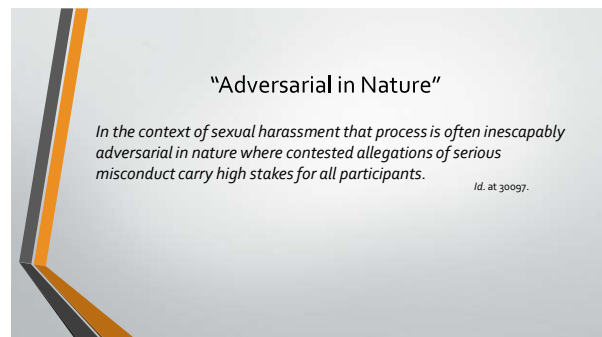 “Adversarial in Nature”
In the context of sexual harassment that process is often inescapably
adversarial in nature where contested allegations of serious
misconduct carry high stakes for all participants.
Id. at 30097.